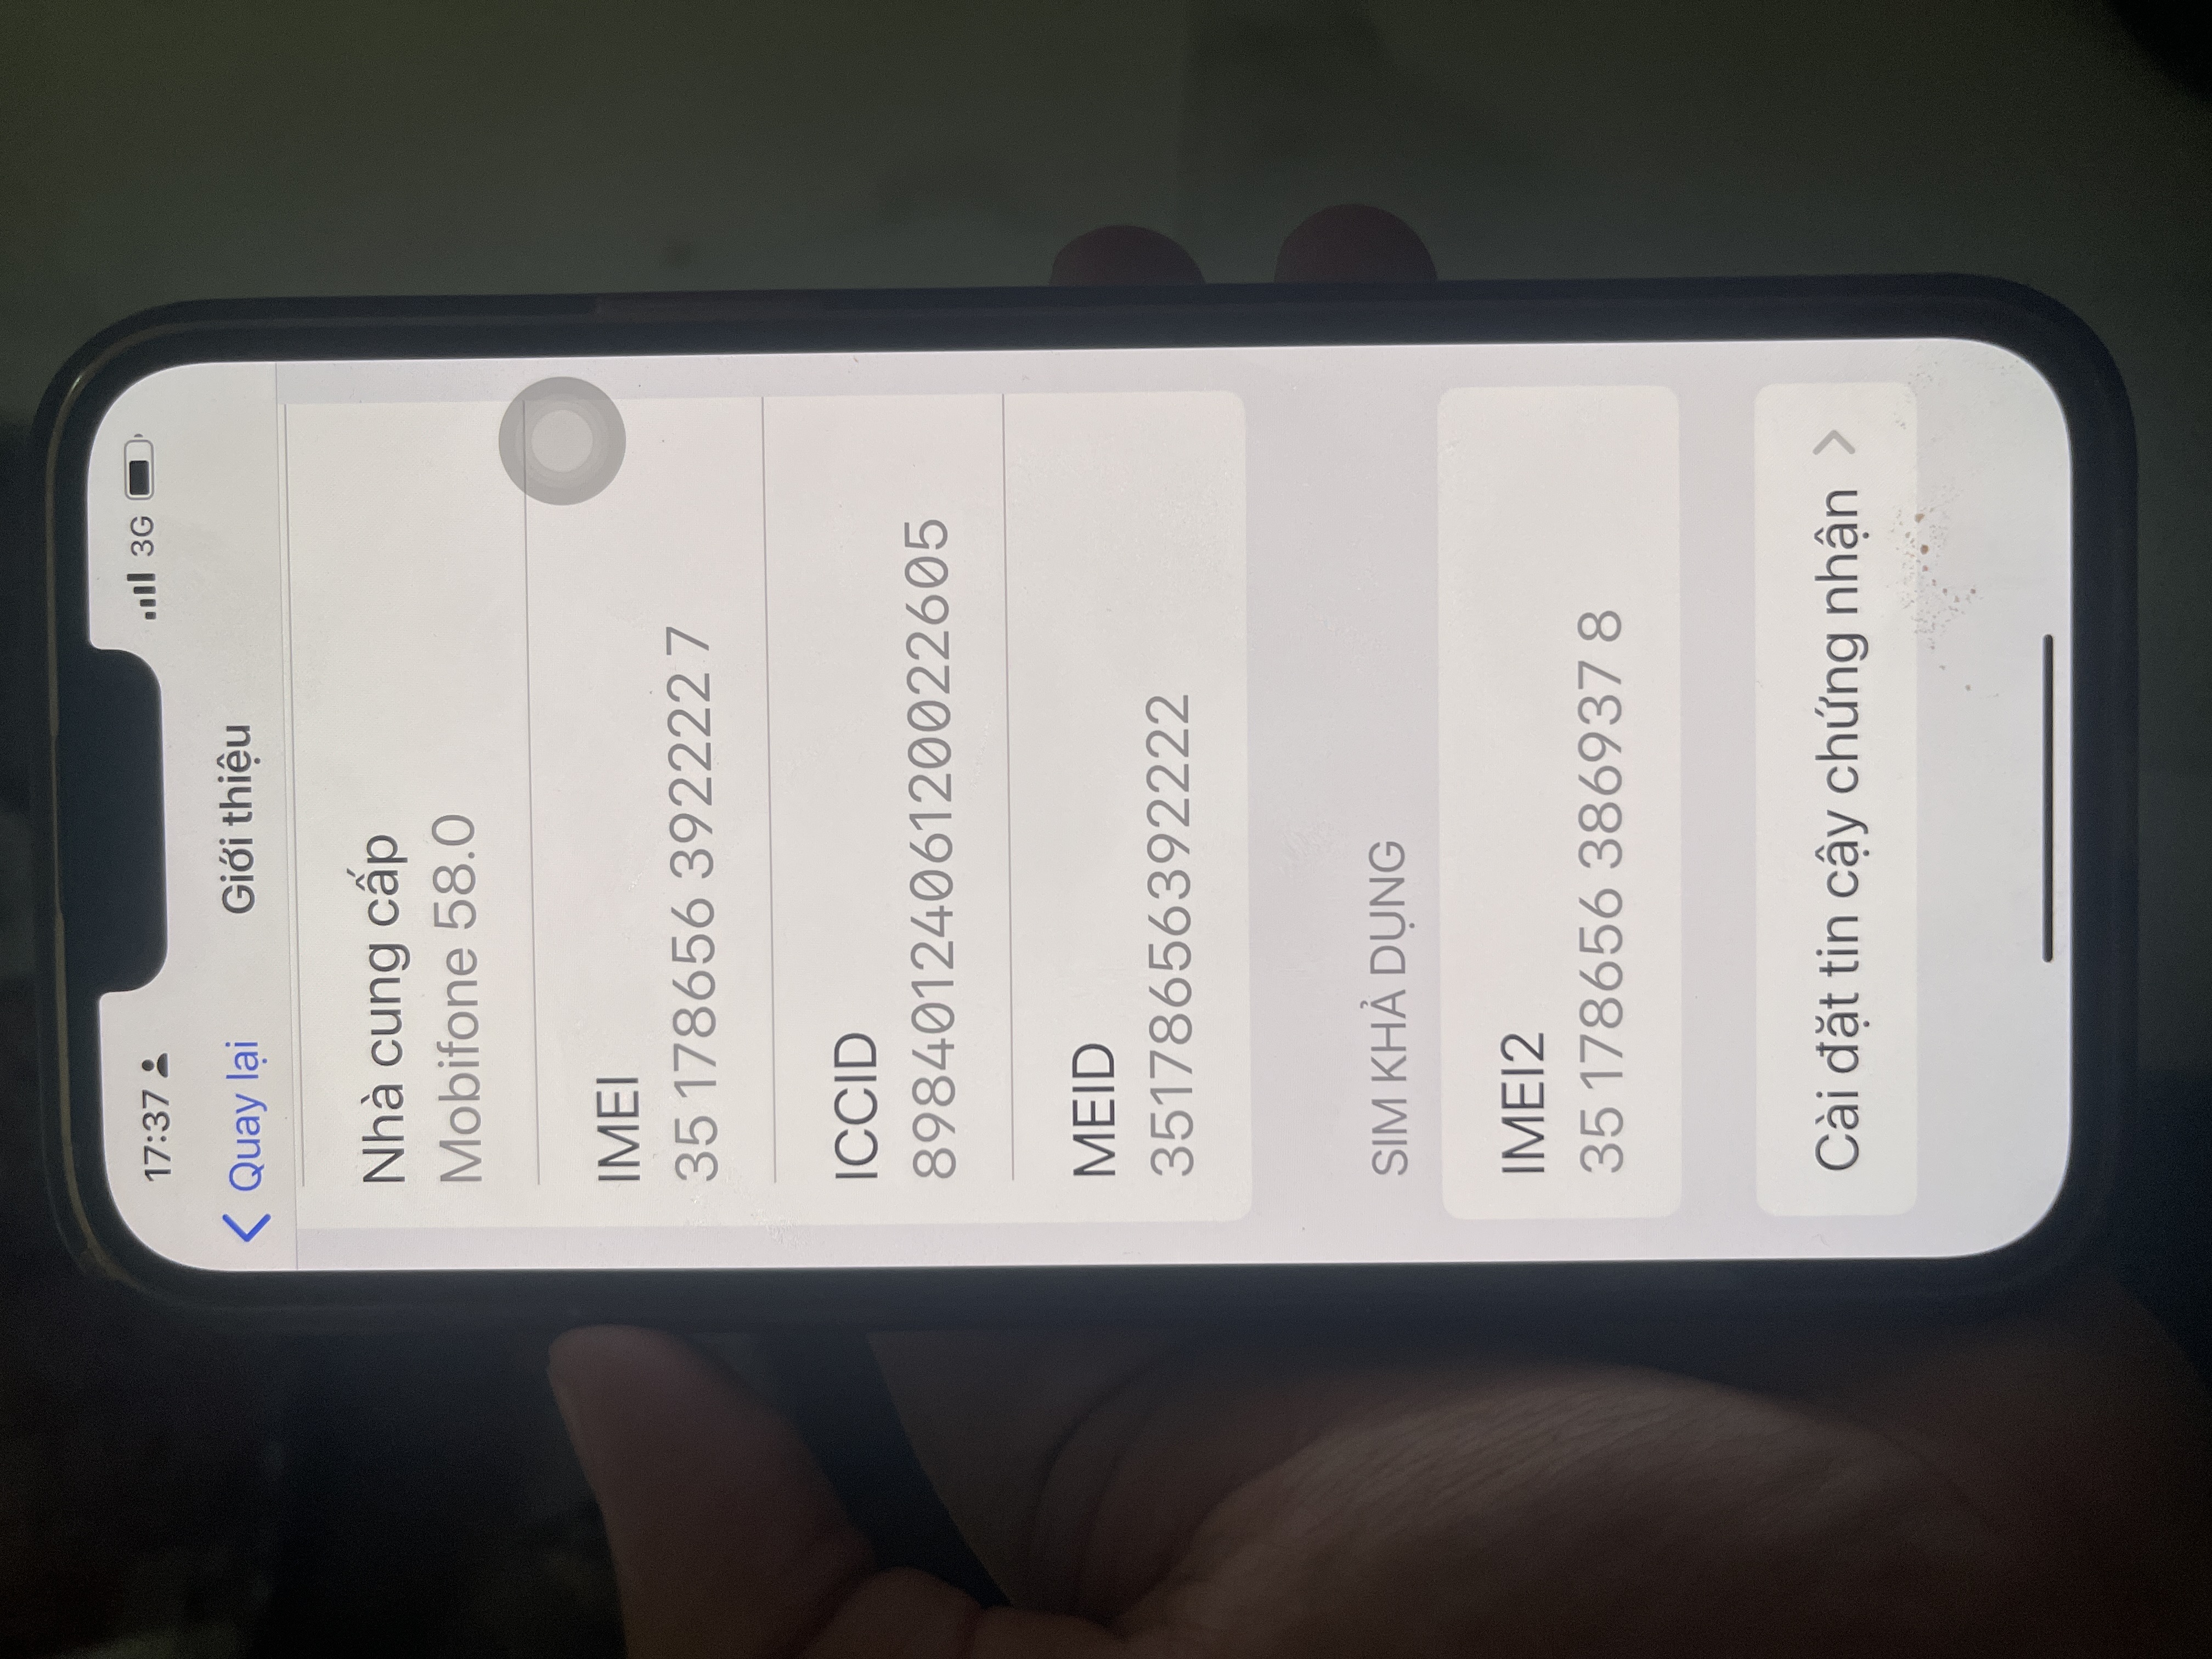 17:37
3G
Quay lại
Giới thiệu
Nhà cung cấp
Mobifone 58.0
IMEI
35 178656 392222 7
ICCID
8984012406120022605
MEID
35178656392222
SIM KHẢ DỤNG
IMEI2
35 178656 386937 8
Cài đặt tin cậy chứng nhận